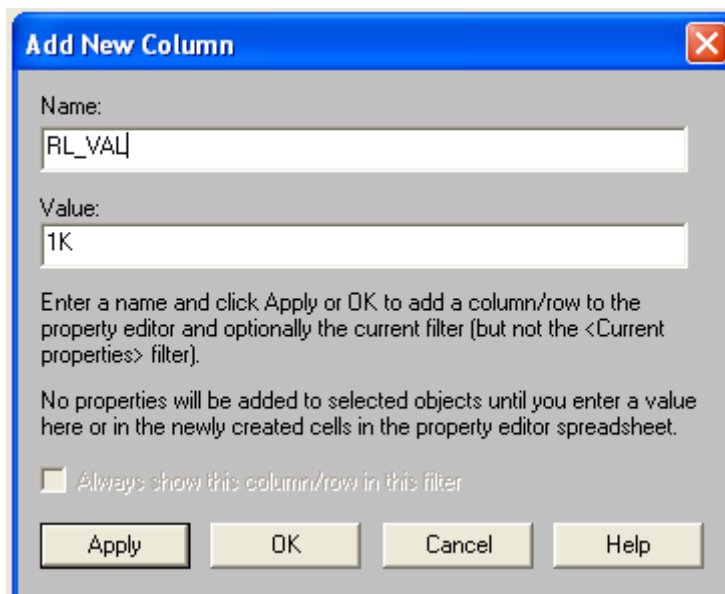 Add New Column
Name:
RL_VAL
Value:
1K
Enter a name and click Apply or OK to add a column/row to the
property editor and optionally the current filter (but not the <Current
properties> filter).
No properties will be added to selected objects until you enter a value
here or in the newly created cells in the property editor spreadsheet.
Always show this column/row in this filter
Apply OK Cancel Help